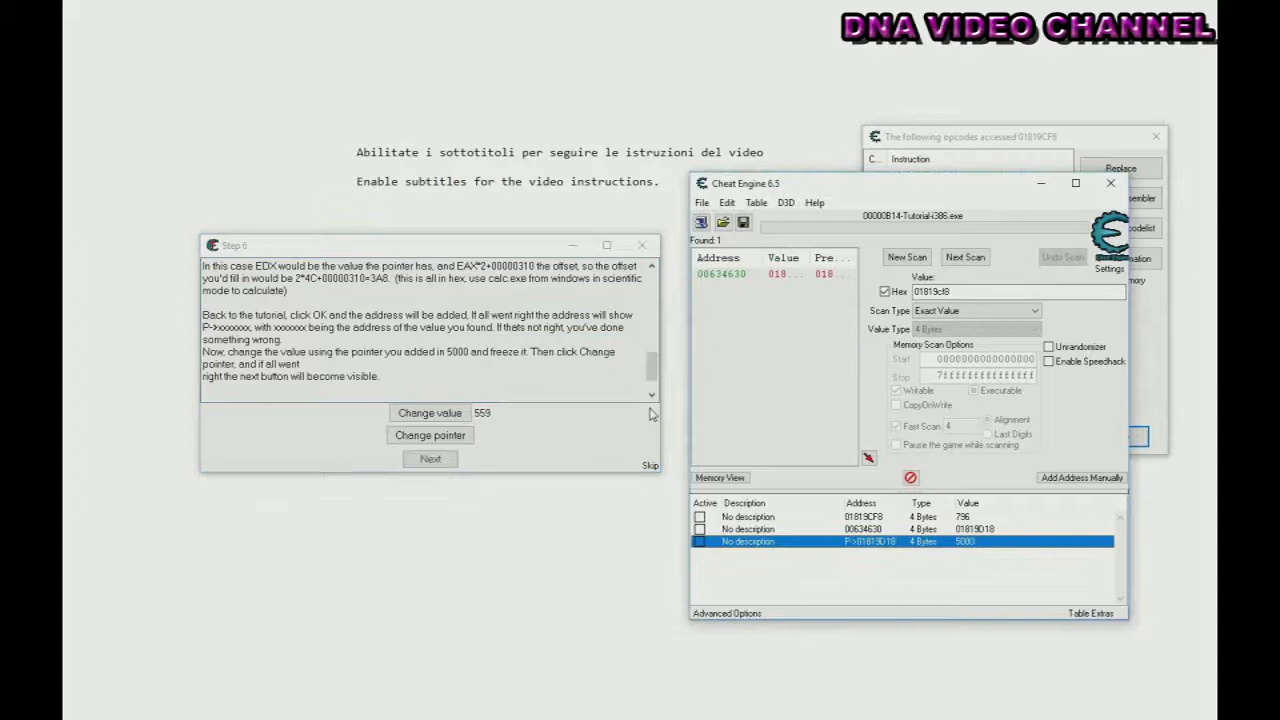 DNA VIDEO CHANNEL
Abilitate i sottotitoli per seguire le istruzioni del video
Enable subtitles for the video instructions.
The following opcodes accessed 01819CF8
C... Instruction
Replace
Cheat Engine 6.5
File Edit Table D3D Help
00000B14-Tutorial-i386.exe
Found: 1
Address Value Pre...
00634630 018... 018...
New Scan Next Scan Undo Scan
Settings
Value:
Hex 01819cf8
Scan Type Exact Value
Value Type 4 Bytes
Memory Scan Options
Start 0000000000000000
Stop 7fffffffffffffff
Writable Executable
CopyOnWrite
Fast Scan 4 Alignment
Last Digits
Pause the game while scanning
Unrandomizer
Enable Speedhack
Memory View
Add Address Manually
Active Description Address Type Value
No description 01819CF8 4 Bytes 796
No description 00634630 4 Bytes 01819D18
No description P->01819D18 4 Bytes 5000
Advanced Options
Table Extras
Step 6
In this case EDX would be the value the pointer has, and EAX*2+00000310 the offset, so the offset
you'd fill in would be 2*4C+00000310=3A8. (this is all in hex, use calc.exe from windows in scientific
mode to calculate)
Back to the tutorial, click OK and the address will be added, If all went right the address will show
P->xxxxxxx, with xxxxxxx being the address of the value you found. If thats not right, you've done
something wrong.
Now, change the value using the pointer you added in 5000 and freeze it. Then click Change
pointer, and if all went
right the next button will become visible.
Change value 559
Change pointer
Next
Skip